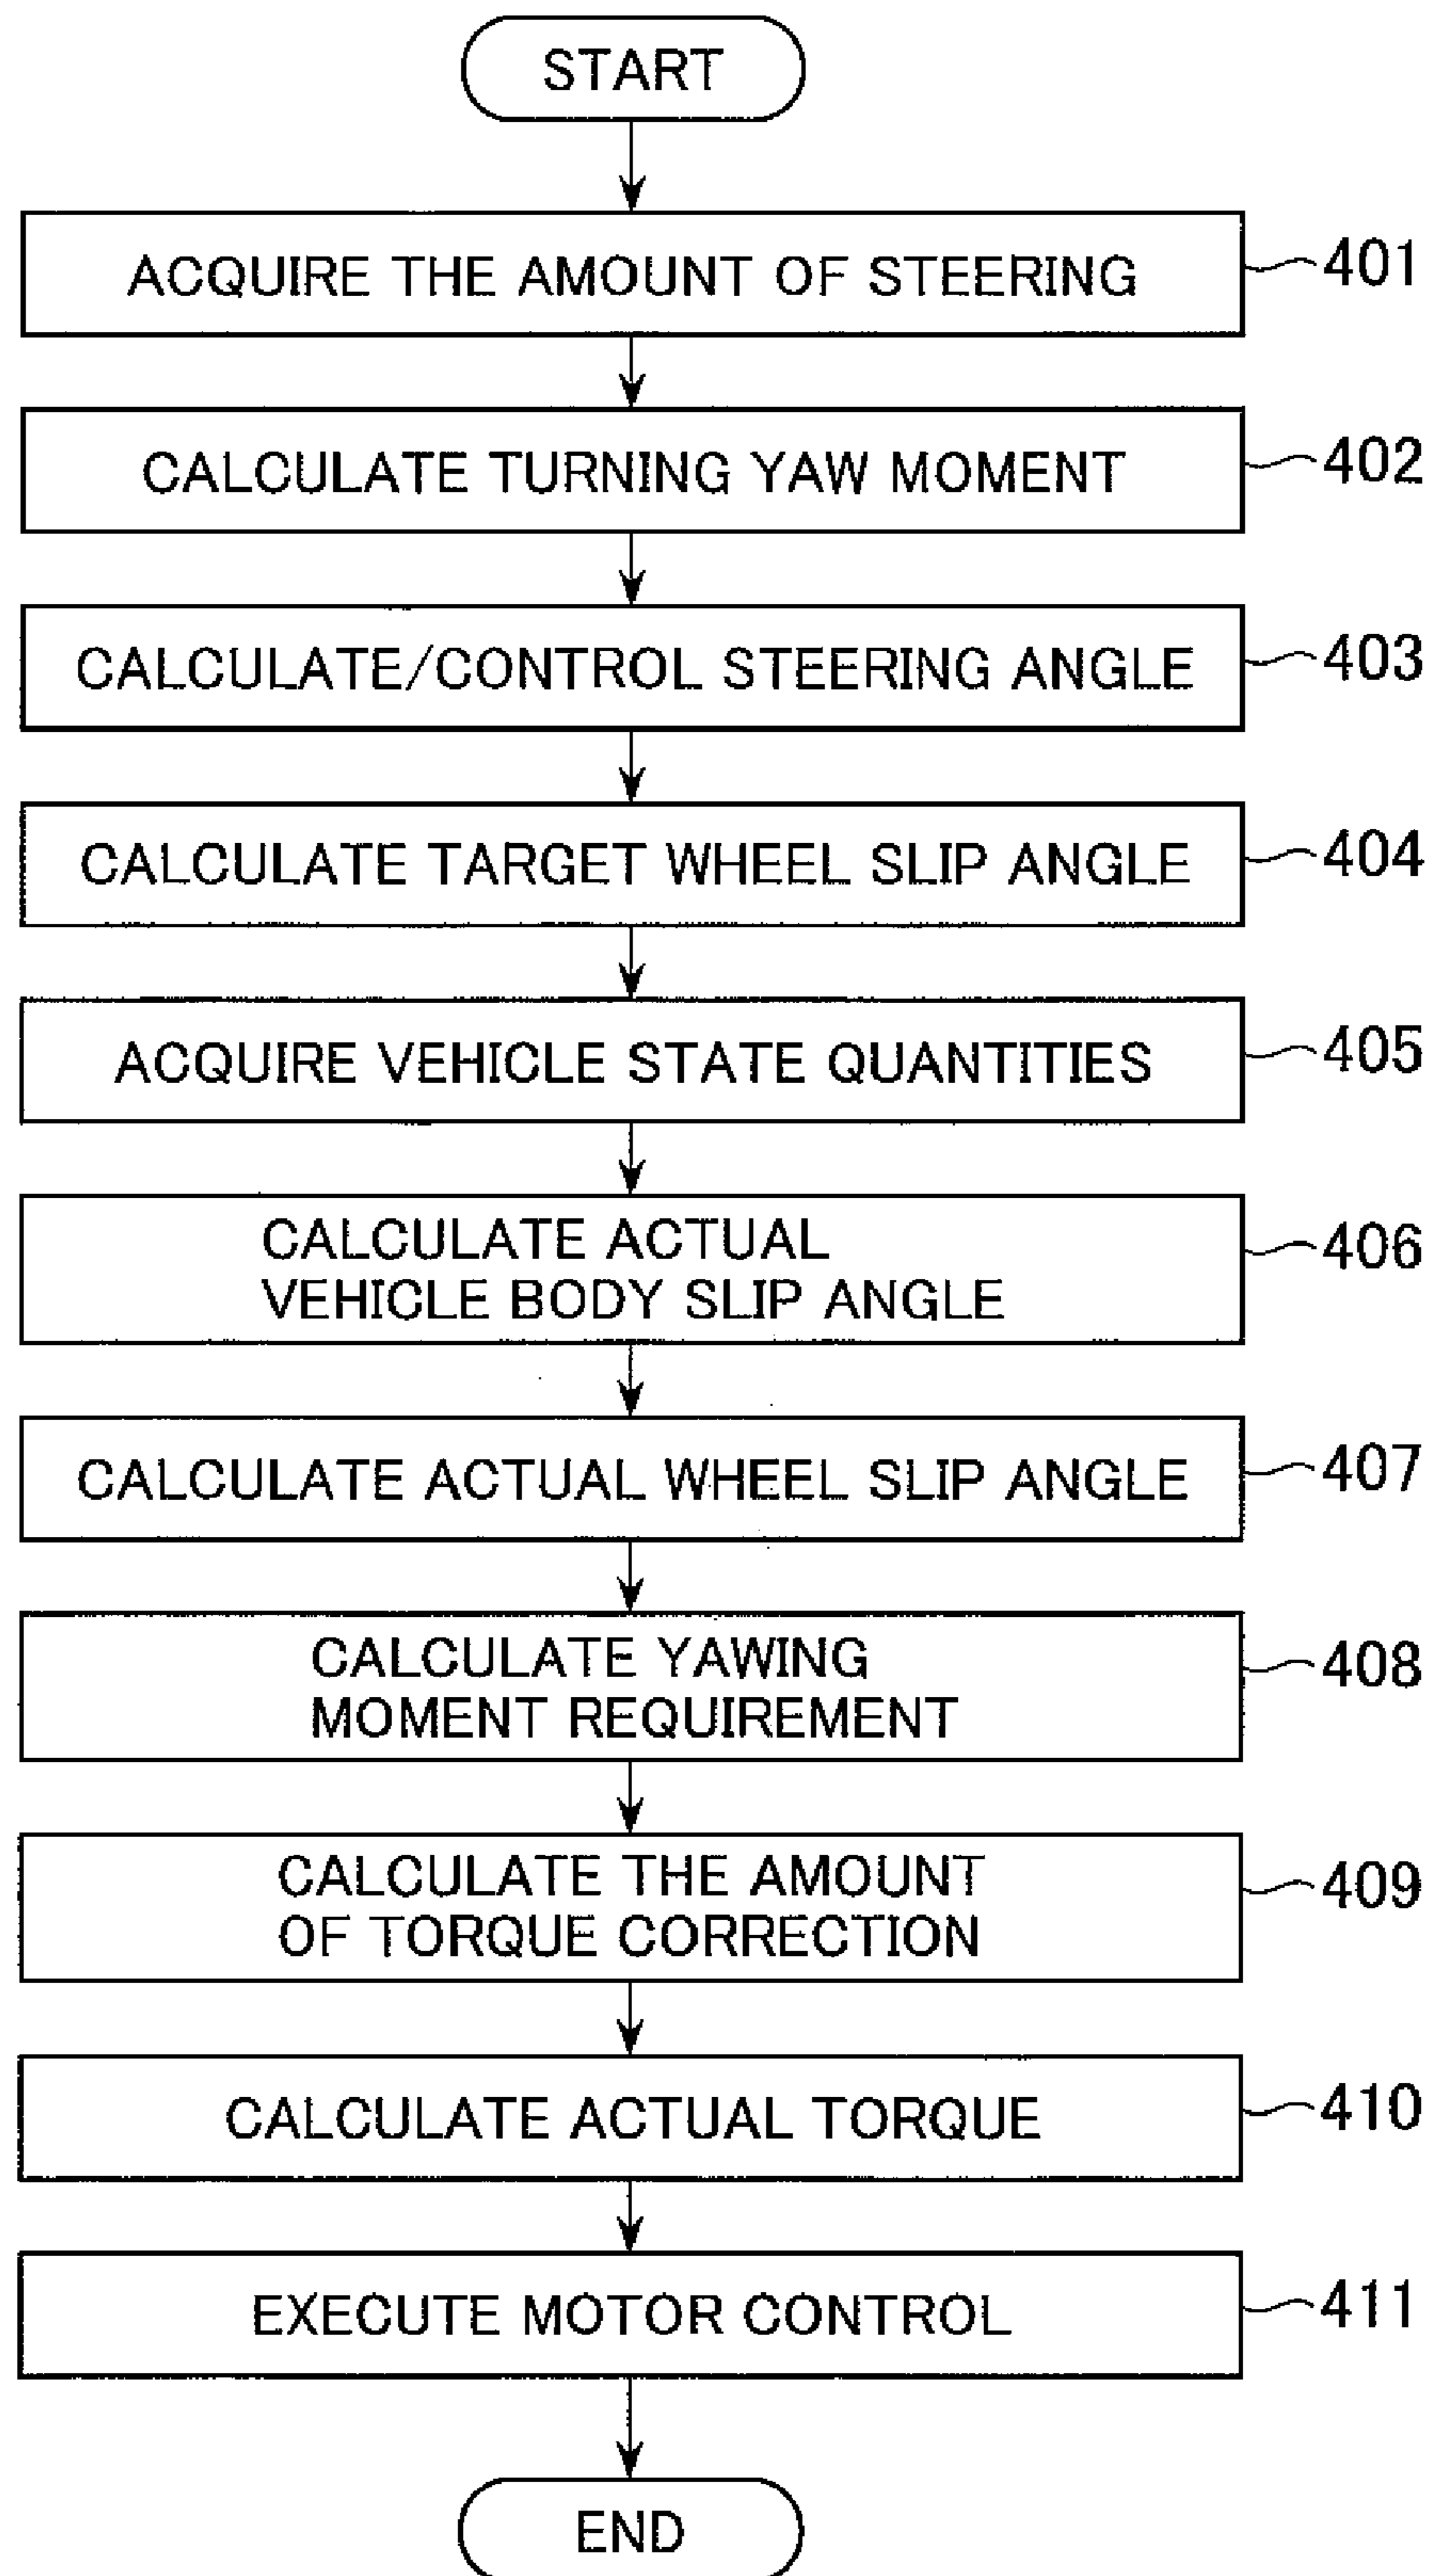 START
ACQUIRE THE AMOUNT OF STEERING
401
CALCULATE TURNING YAW MOMENT
402
CALCULATE/CONTROL STEERING ANGLE
403
CALCULATE TARGET WHEEL SLIP ANGLE
404
ACQUIRE VEHICLE STATE QUANTITIES
405
CALCULATE ACTUAL
VEHICLE BODY SLIP ANGLE
406
CALCULATE ACTUAL WHEEL SLIP ANGLE
407
CALCULATE YAWING
MOMENT REQUIREMENT
408
CALCULATE THE AMOUNT
OF TORQUE CORRECTION
409
CALCULATE ACTUAL TORQUE
410
EXECUTE MOTOR CONTROL
411
END